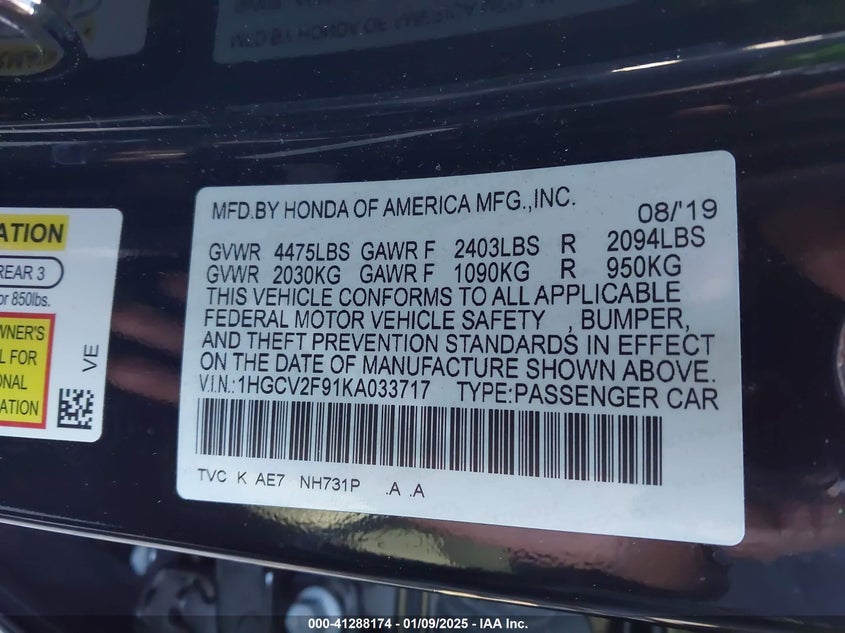 MFD.BY HONDA OF AMERICA MFG.,INC. 08/'19
GVWR 4475LBS GAWR F 2403LBS R 2094LBS
GVWR 2030KG GAWR F 1090KG R 950KG
THIS VEHICLE CONFORMS TO ALL APPLICABLE
FEDERAL MOTOR VEHICLE SAFETY , BUMPER,
AND THEFT PREVENTION STANDARDS IN EFFECT
ON THE DATE OF MANUFACTURE SHOWN ABOVE.
V.I.N.:1HGCV2F91KA033717 TYPE:PASSENGER CAR
TVC K AE7 NH731P .A .A
REAR 3
or 850lbs.
VE
000-41288174 - 01/09/2025 - IAA Inc.